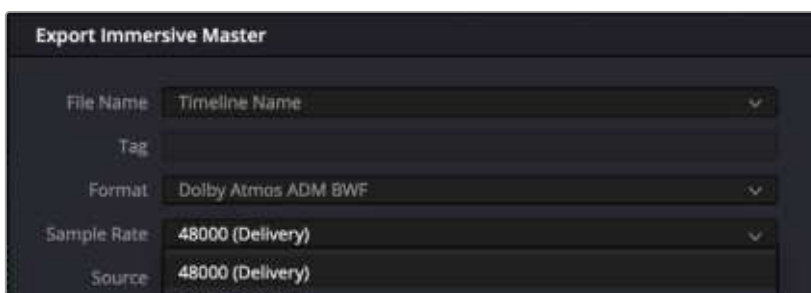 Export Immersive Master
File Name Timeline Name
Tag
Format Dolby Atmos ADM BWF
Sample Rate 48000 (Delivery)
Source 48000 (Delivery)